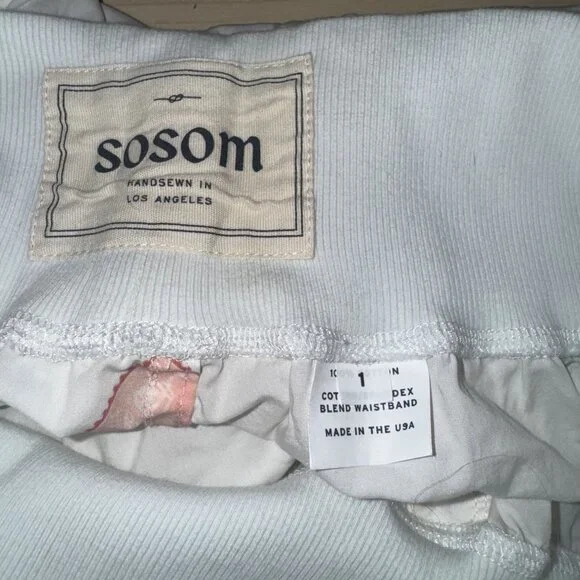 sosom
HANDSEWN IN
LOS ANGELES
1
BLEND WAISTBAND
MADE IN THE USA